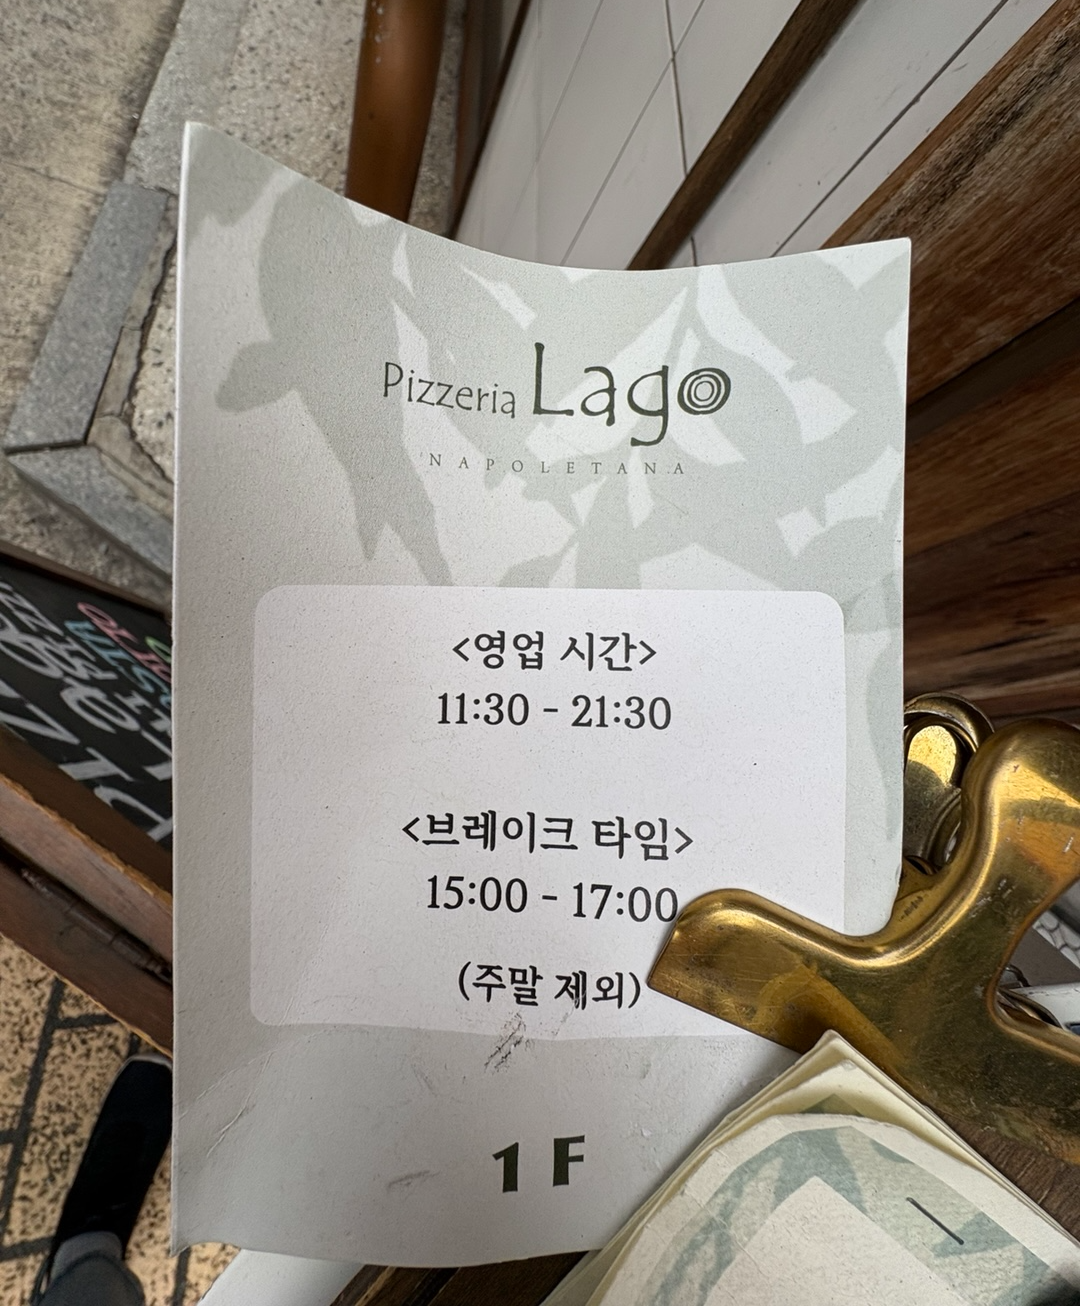 Pizzeria Lago
NAPOLETANA
<영업 시간>
11:30 - 21:30
<브레이크 타임>
15:00 - 17:00
(주말 제외)
1F